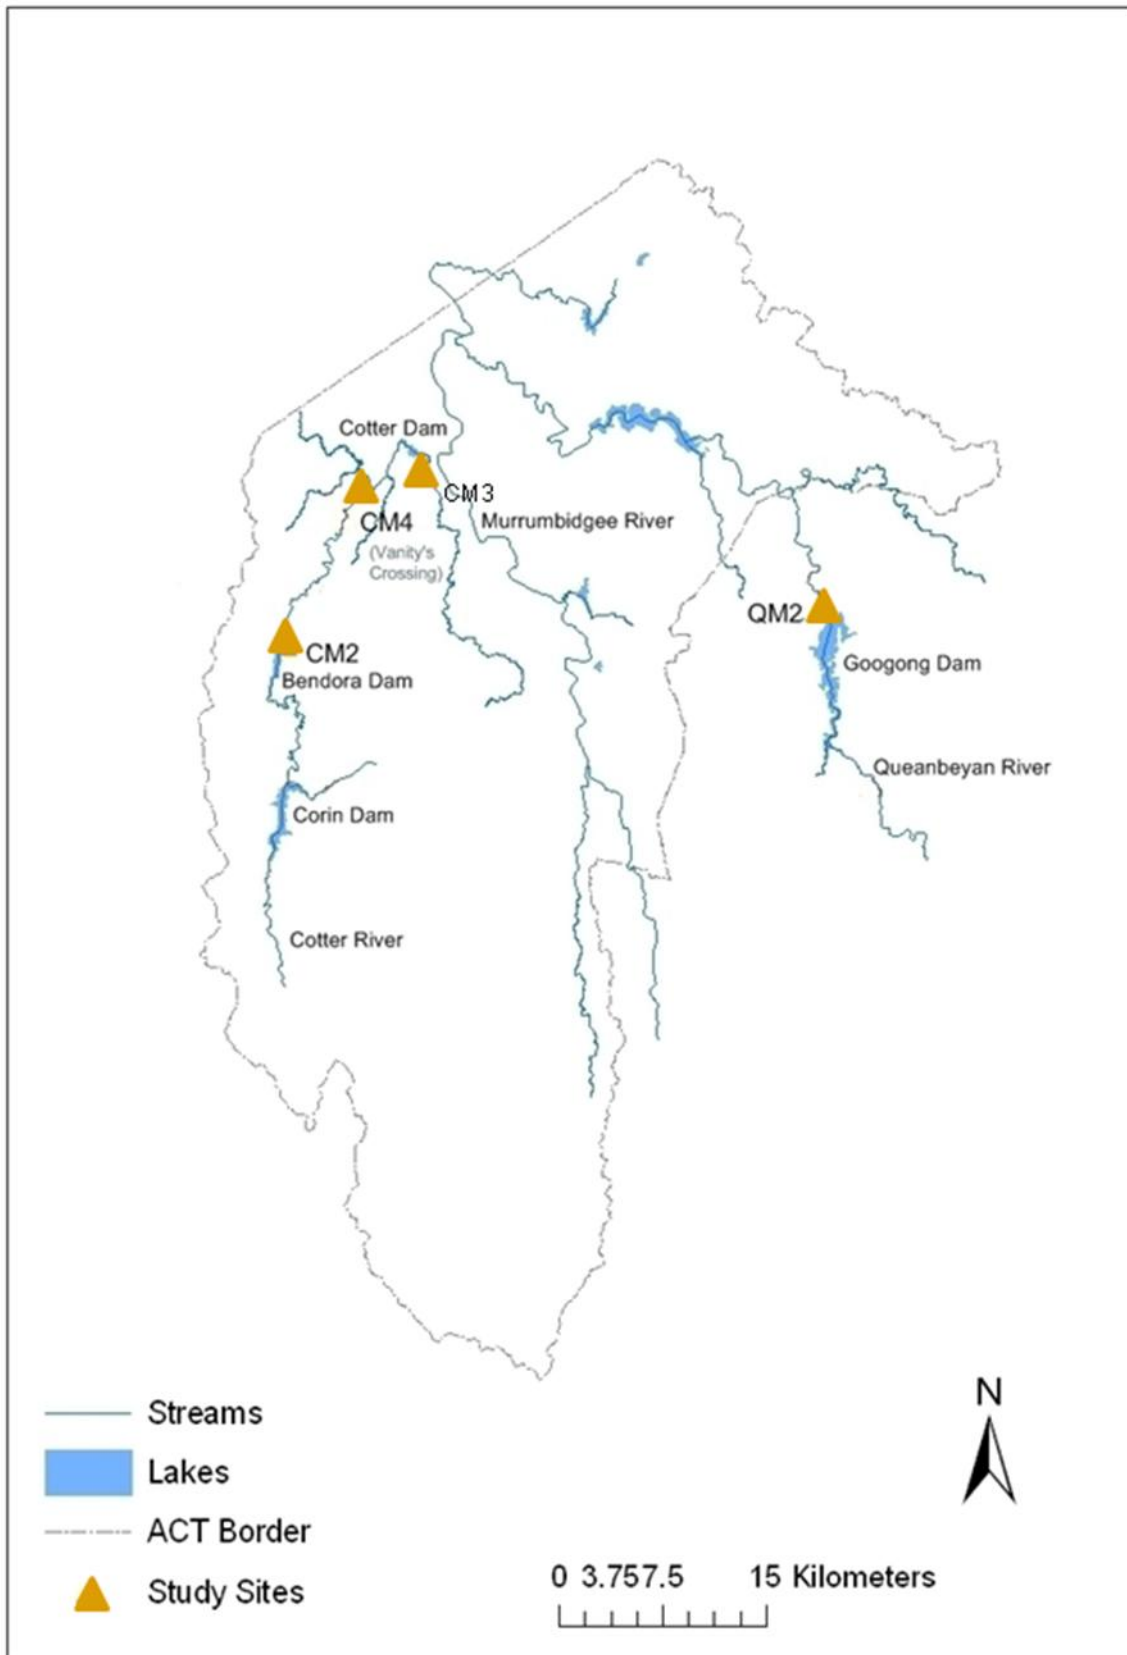 Cotter Dam
CM3
CM4
Murrumbidgee River
(Vanity's
Crossing)
QM2
CM2
Googong Dam
Bendora Dam
Queanbeyan River
Corin Dam
Cotter River
N
Streams
Lakes
ACT Border
Study Sites
0 3.757.5 15 Kilometers